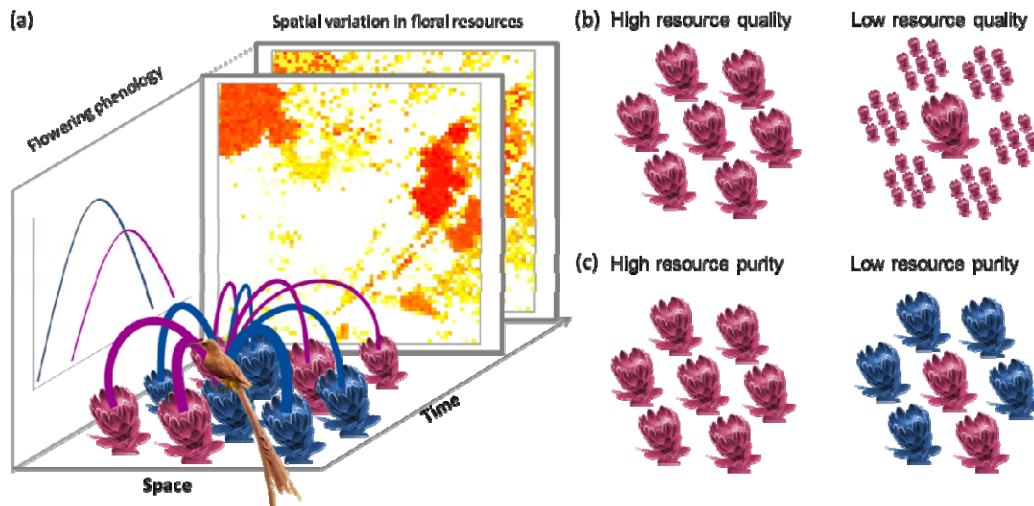 (a)
Spatial variation in floral resources
Flowering phenology
Time
Space
(b)
High resource quality
Low resource quality
(c)
High resource purity
Low resource purity